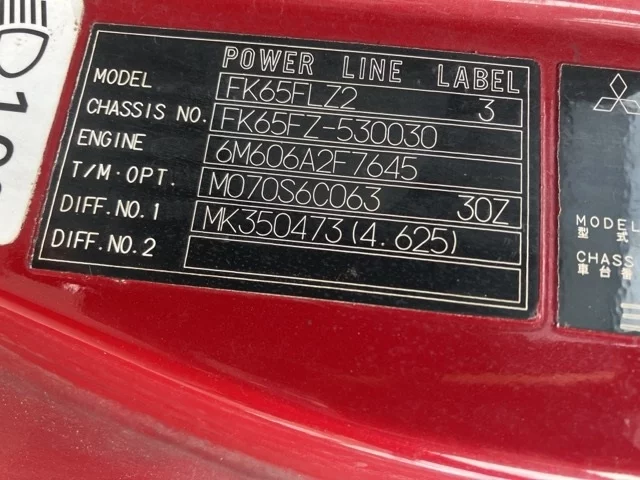 POWER LINE LABEL
MODEL FK65FLZ2 3
CHASSIS NO. FK65FZ-530030
ENGINE 6M606A2F7645
T/M·OPT. M070S6C063 30Z
DIFF.NO.1 MK350473(4.625)
DIFF.NO.2
MODEL
型式
CHASS
車台番